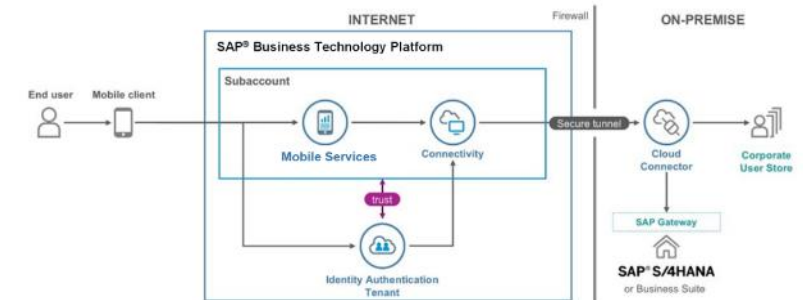 INTERNET
Firewall
ON-PREMISE
SAP® Business Technology Platform
Subaccount
End user
Mobile client
Mobile Services
Connectivity
Secure tunnel
Cloud
Connector
Corporate
User Store
trust
SAP Gateway
Identity Authentication
Tenant
SAP® S/4HANA
or Business Suite